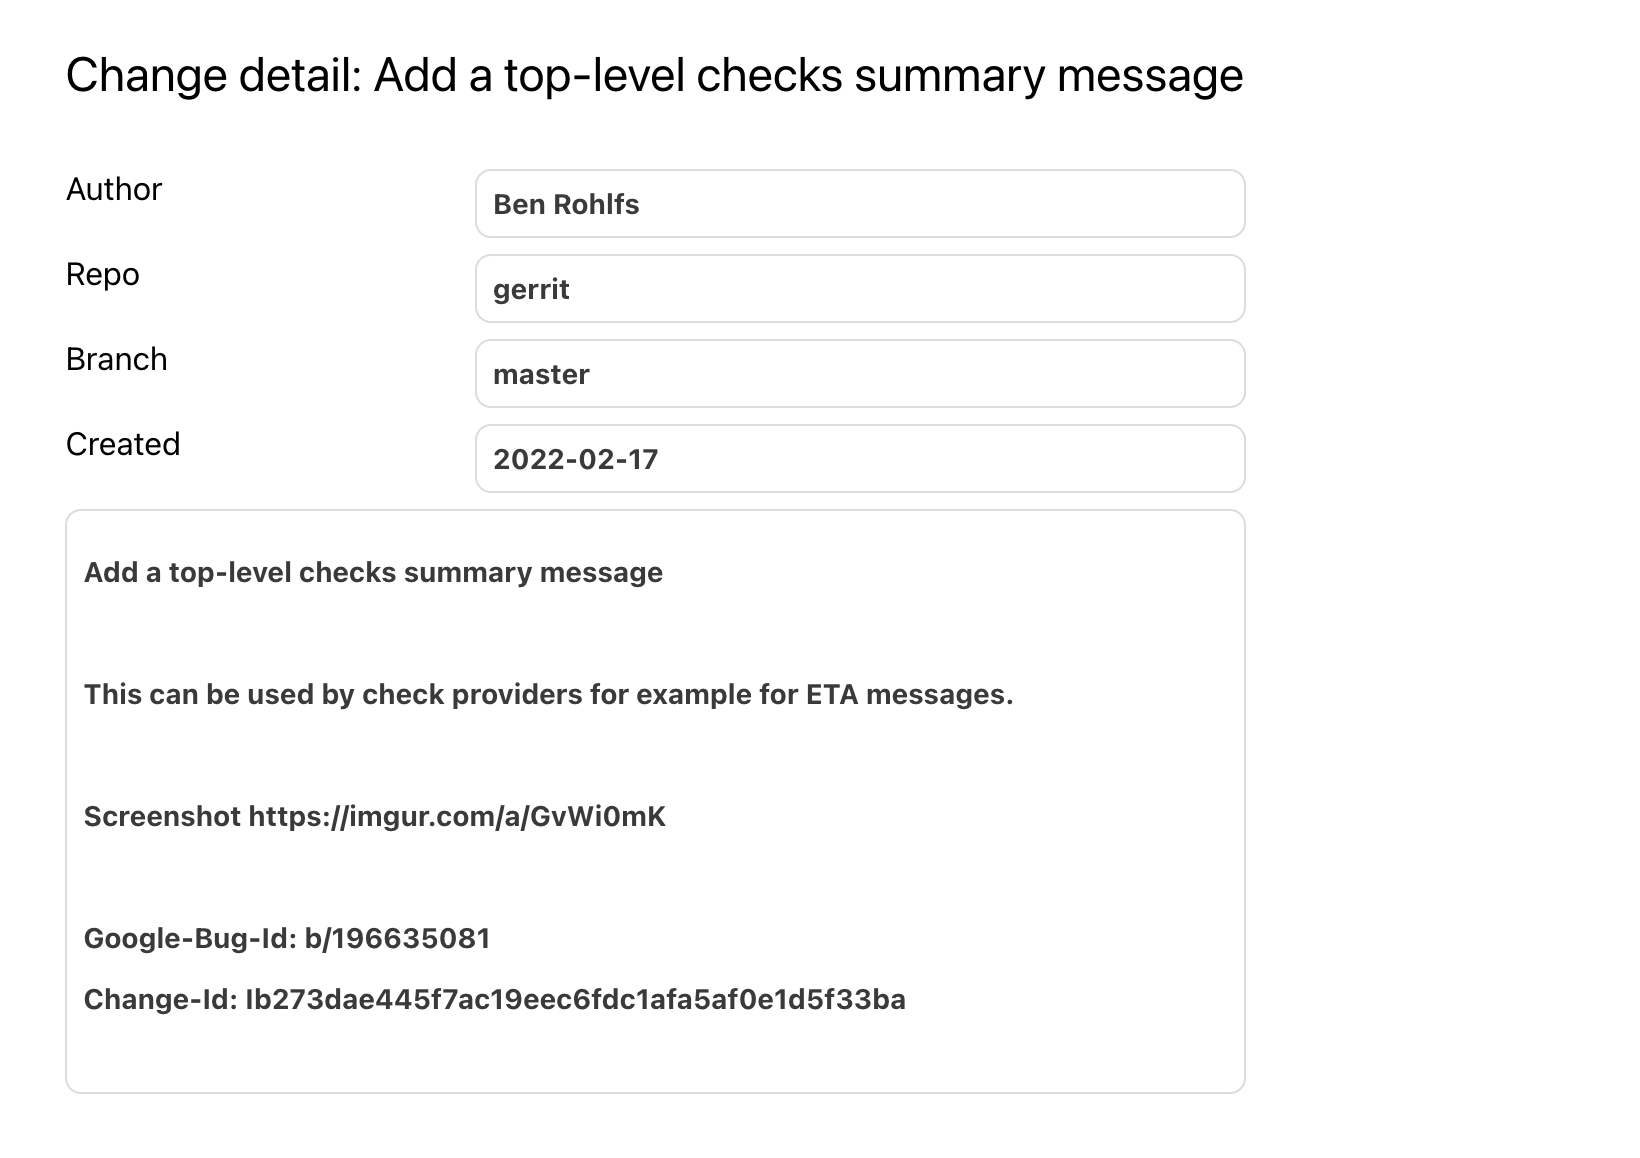 Change detail: Add a top-level checks summary message
Author
Ben Rohlfs
Repo
gerrit
Branch
master
Created
2022-02-17
Add a top-level checks summary message
This can be used by check providers for example for ETA messages.
Screenshot https://imgur.com/a/GvWi0mK
Google-Bug-Id: b/196635081
Change-Id: Ib273dae445f7ac19eec6fdc1afa5af0e1d5f33ba